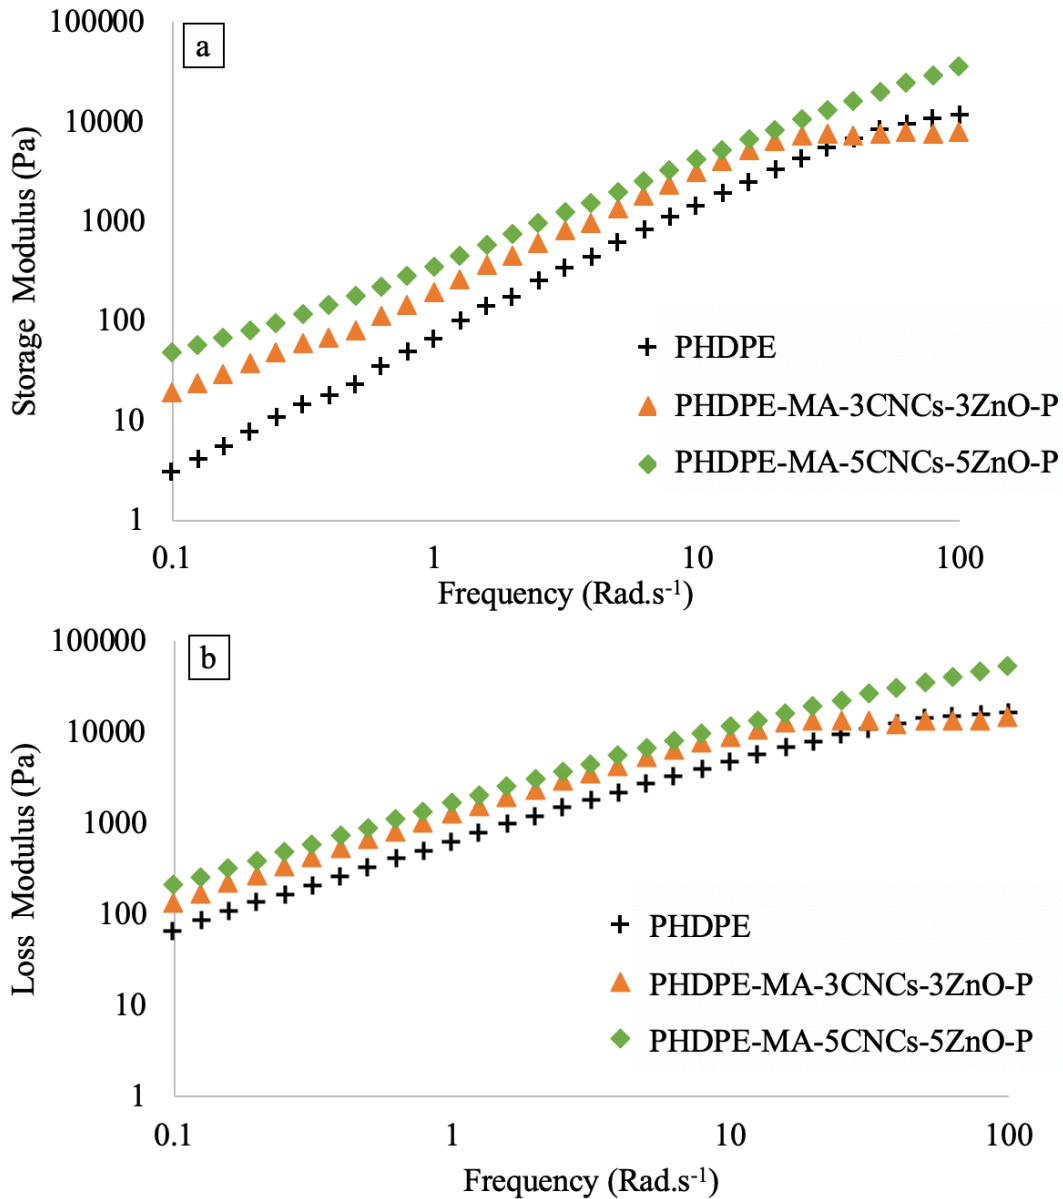 a
100000
10000
1000
100
10
1
Storage Modulus (Pa)
PHDPE
PHDPE-MA-3CNCs-3ZnO-P
PHDPE-MA-5CNCs-5ZnO-P
0.1 1 10 100
Frequency (Rad.s⁻¹)
b
100000
10000
1000
100
10
1
Loss Modulus (Pa)
PHDPE
PHDPE-MA-3CNCs-3ZnO-P
PHDPE-MA-5CNCs-5ZnO-P
0.1 1 10 100
Frequency (Rad.s⁻¹)